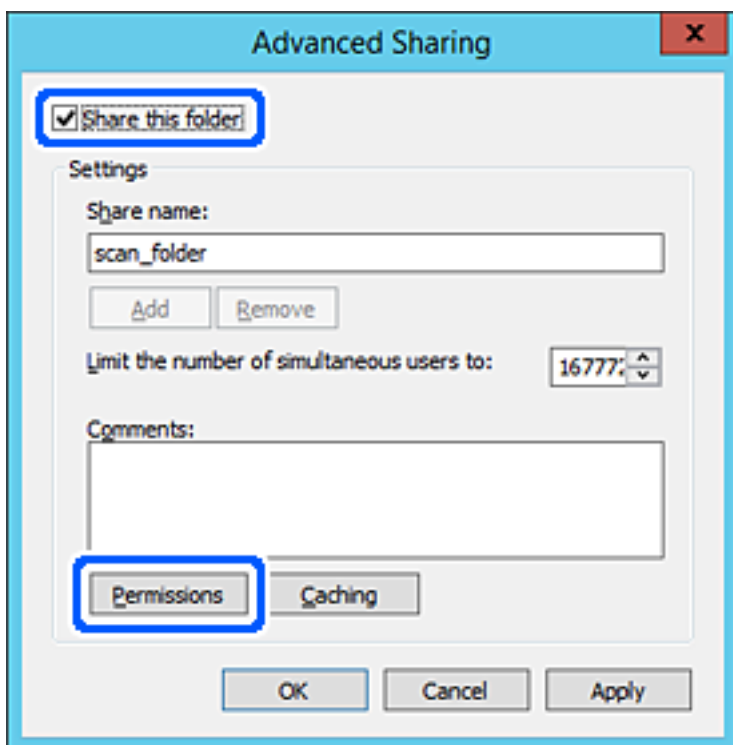 Advanced Sharing
x
Share this folder
Settings
Share name:
scan_folder
Add Remove
Limit the number of simultaneous users to:
Comments:
Permissions Caching
OK Cancel Apply